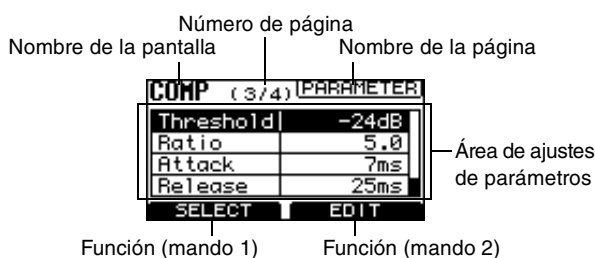 Número de página
Nombre de la pantalla
Nombre de la página
COMP (3/4) PARAMETER
Threshold -24dB
Ratio 5.0
Attack 7ms
Release 25ms
Área de ajustes
de parámetros
SELECT EDIT
Función (mando 1) Función (mando 2)